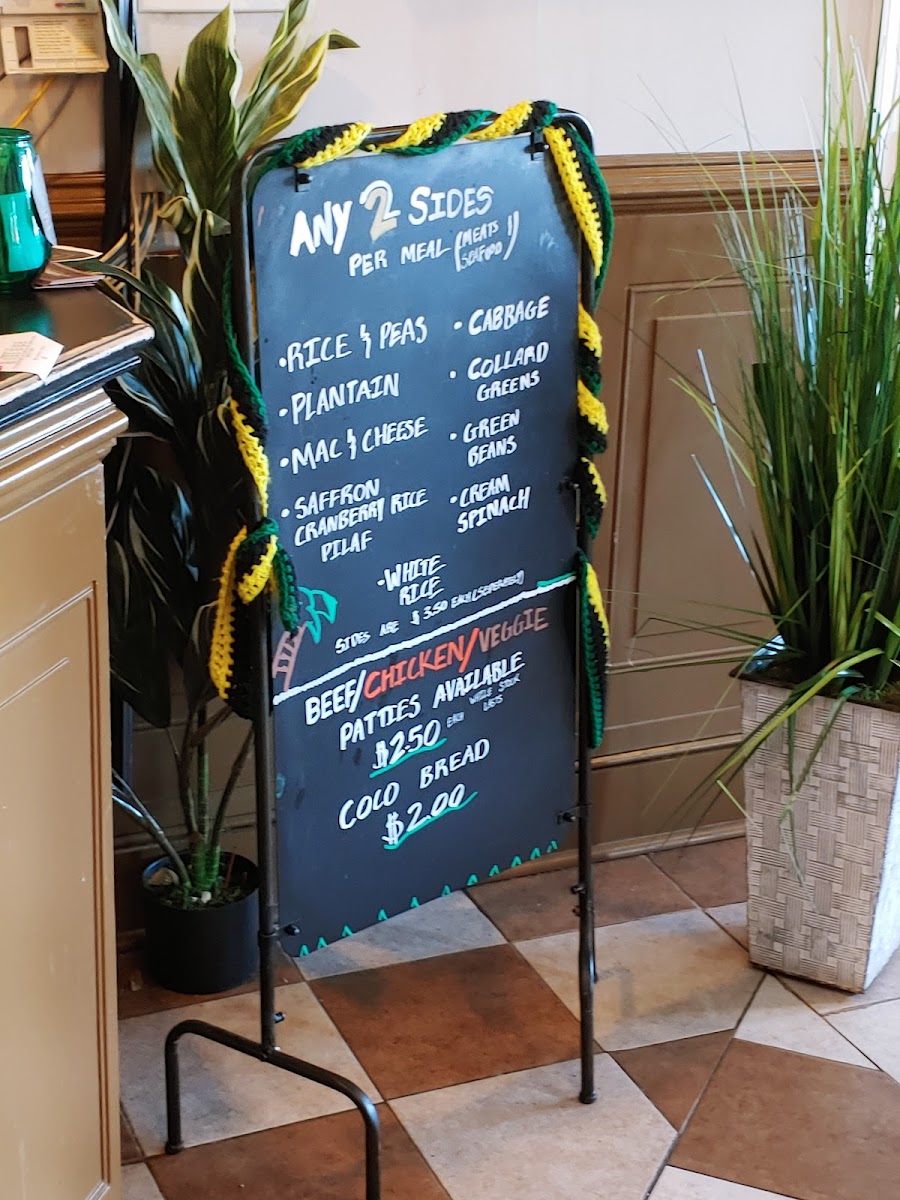 ANY 2 SIDES
PER MEAL (MEATS /
SEAFOOD)
• RICE & PEAS
• PLANTAIN
• MAC & CHEESE
• SAFFRON
CRANBERRY RICE
PILAF
• CABBAGE
• COLLARD
GREENS
• GREEN
BEANS
• CREAM
SPINACH
• WHITE
RICE
SIDES ARE $3.50 EACH (SEPERATELY)
BEEF/CHICKEN/VEGGIE
PATTIES AVAILABLE
$2.50 EACH WHILE STOCK
LASTS
COCO BREAD
$2.00